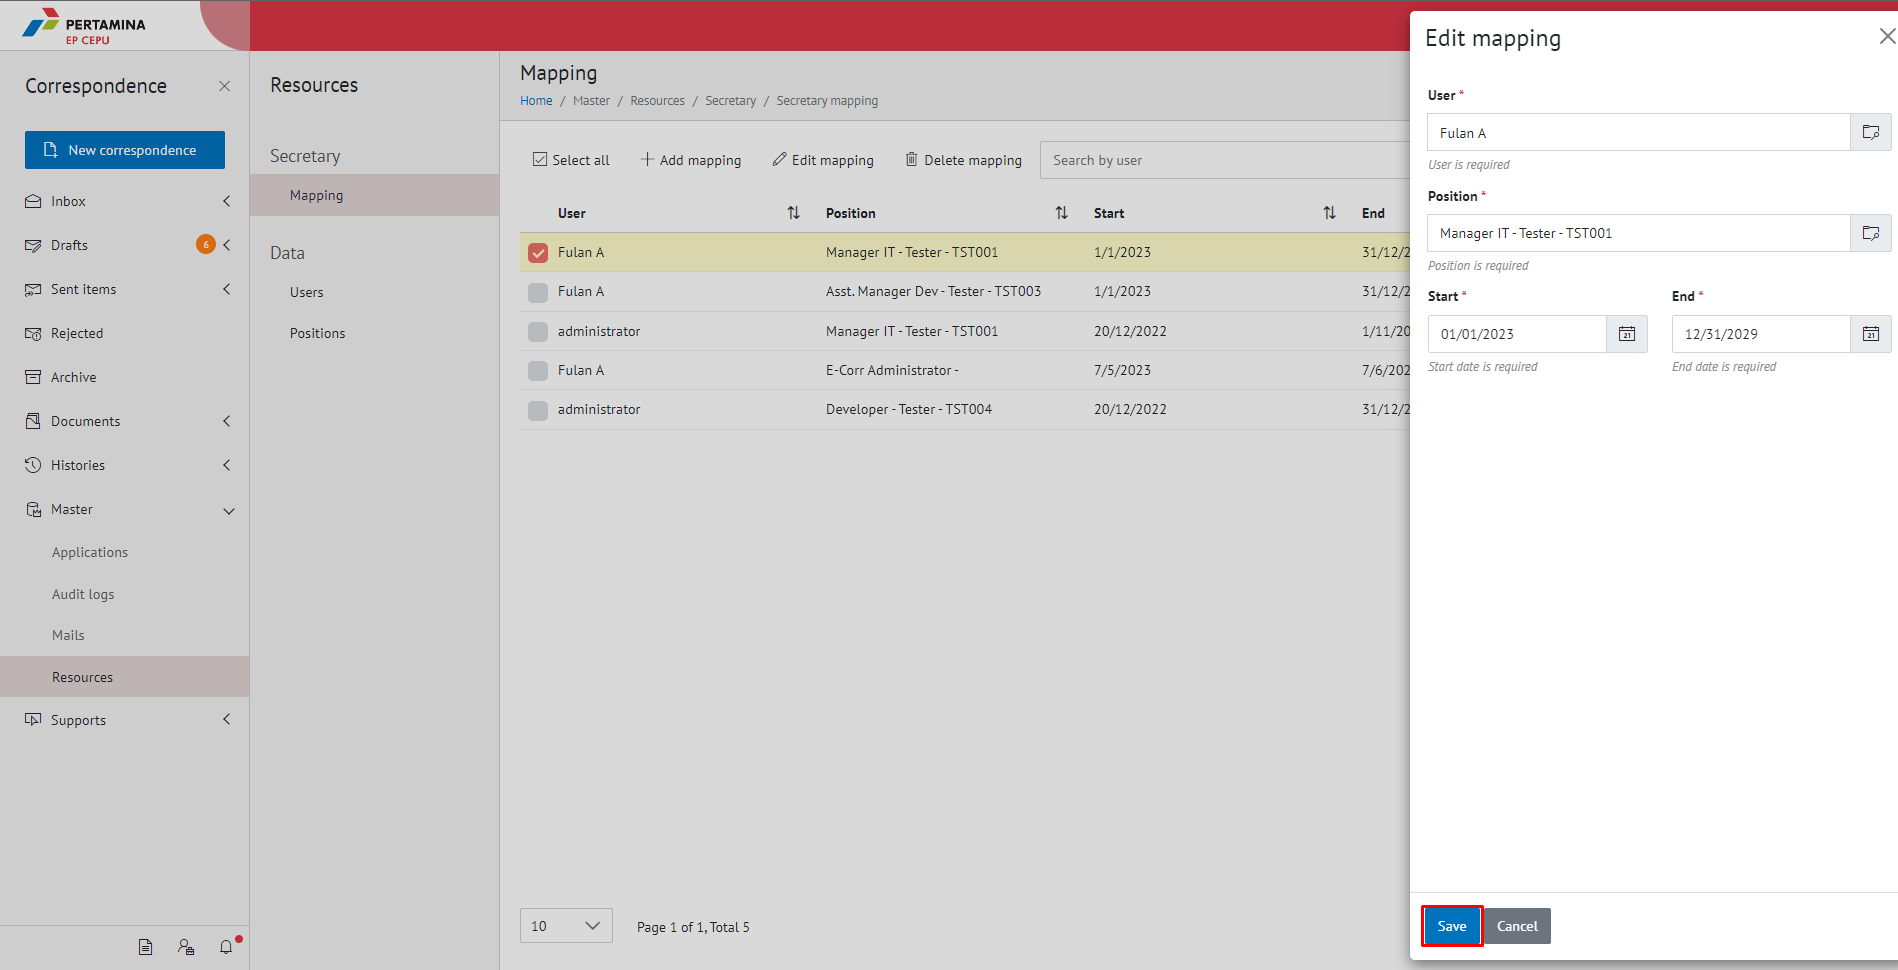 PERTAMINA
EP CEPU
Correspondence
New correspondence
Inbox
Drafts
6
Sent items
Rejected
Archive
Documents
Histories
Master
Applications
Audit logs
Mails
Resources
Supports
Resources
Secretary
Mapping
Data
Users
Positions
Mapping
Home / Master / Resources / Secretary / Secretary mapping
Select all Add mapping Edit mapping Delete mapping Search by user
User Position Start End
Fulan A Manager IT - Tester - TST001 1/1/2023 31/12/2
Fulan A Asst. Manager Dev - Tester - TST003 1/1/2023 31/12/2
administrator Manager IT - Tester - TST001 20/12/2022 1/11/20
Fulan A E-Corr Administrator - 7/5/2023 7/6/202
administrator Developer - Tester - TST004 20/12/2022 31/12/2
10 Page 1 of 1, Total 5
Edit mapping
User *
Fulan A
User is required
Position *
Manager IT - Tester - TST001
Position is required
Start * End *
01/01/2023 21 12/31/2029 21
Start date is required End date is required
Save Cancel